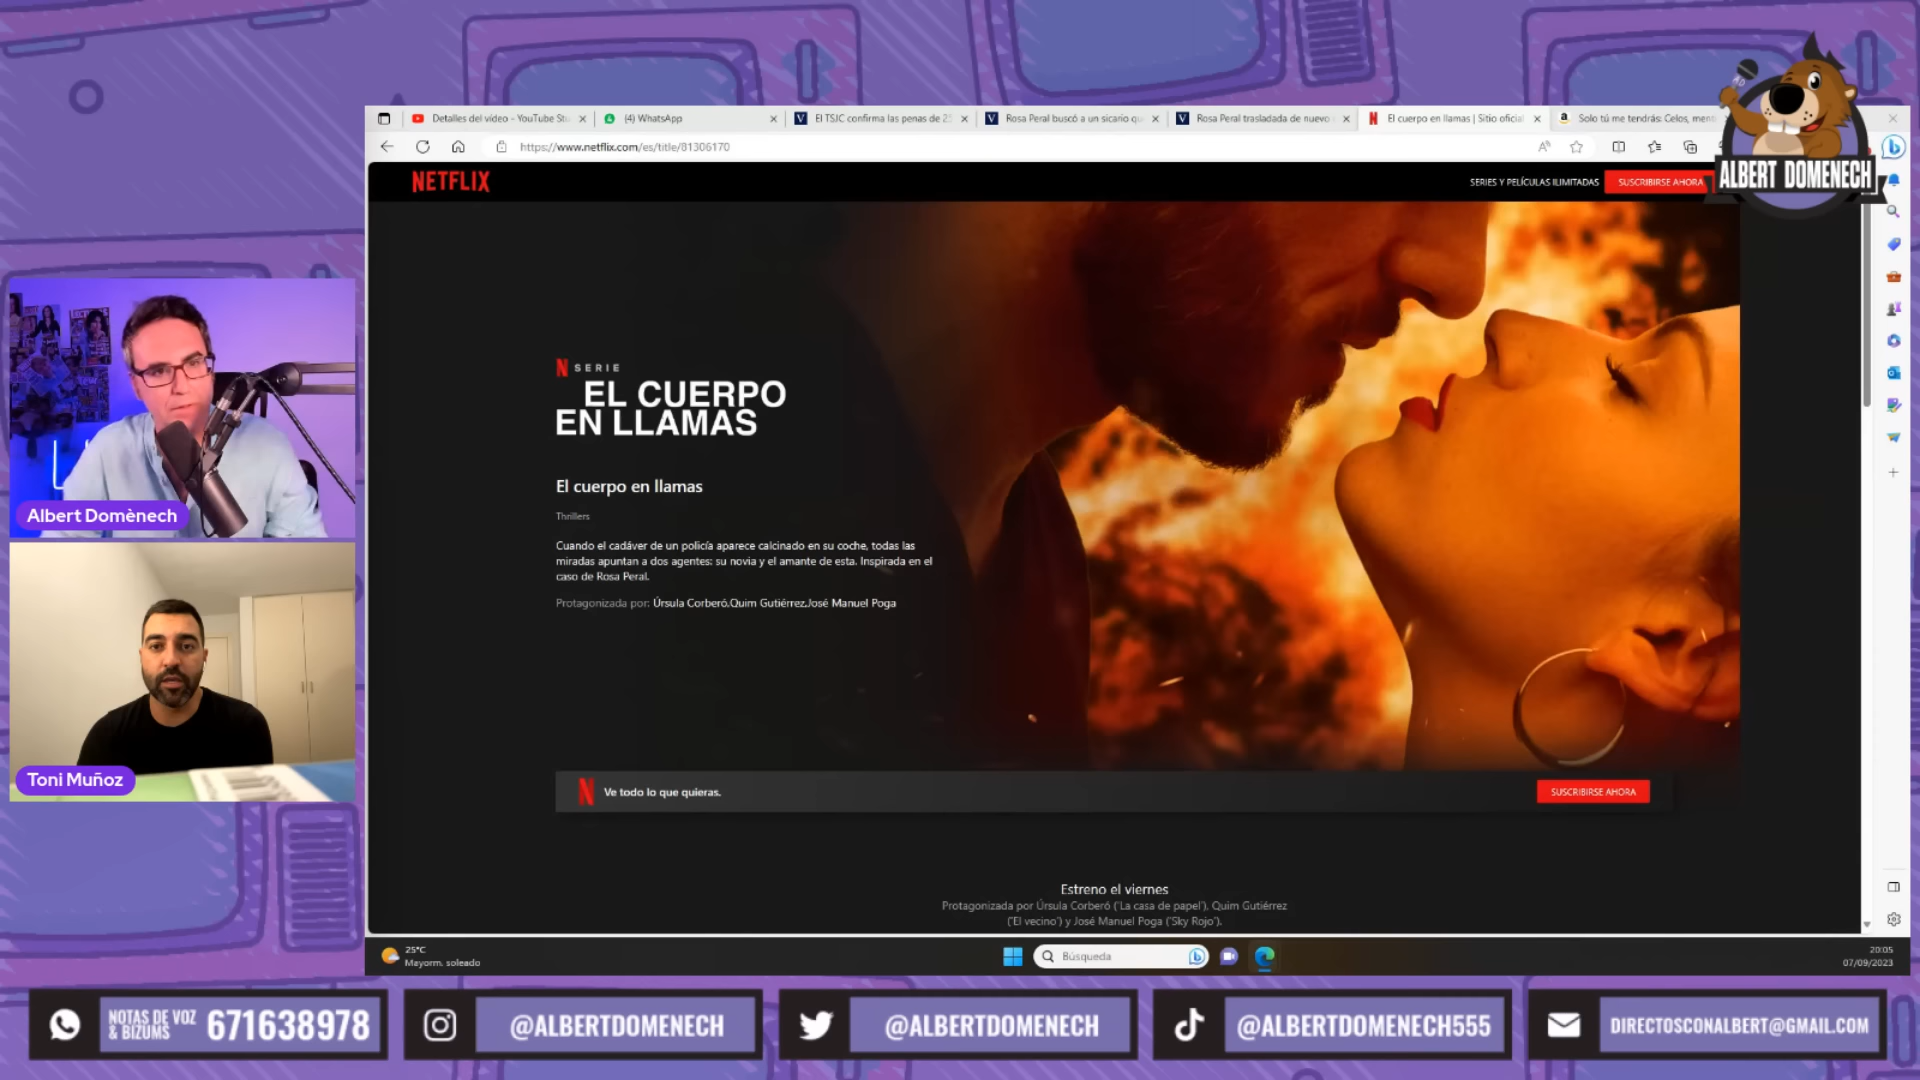 Detalles del vídeo - YouTube Stu
(4) WhatsApp
El TSJC confirma las penas de 25
Rosa Peral buscó a un sicario qu
Rosa Peral trasladada de nuevo
El cuerpo en llamas | Sitio oficial
Solo tú me tendrás: Celos, ment
https://www.netflix.com/es/title/81306170
ALBERT DOMENECH
NETFLIX
SERIES Y PELÍCULAS ILIMITADAS
SUSCRIBIRSE AHORA
N SERIE
EL CUERPO
EN LLAMAS
El cuerpo en llamas
Thrillers
Cuando el cadáver de un policía aparece calcinado en su coche, todas las
miradas apuntan a dos agentes: su novia y el amante de esta. Inspirada en el
caso de Rosa Peral.
Protagonizada por: Úrsula Corberó,Quim Gutiérrez,José Manuel Poga
Albert Domènech
Toni Muñoz
N Ve todo lo que quieras.
SUSCRIBIRSE AHORA
Estreno el viernes
Protagonizada por Úrsula Corberó ('La casa de papel'), Quim Gutiérrez
('El vecino') y José Manuel Poga ('Sky Rojo').
25°C
Mayorm. soleado
Búsqueda
20:05
07/09/2023
NOTAS DE VOZ
& BIZUMS
671638978
@ALBERTDOMENECH
@ALBERTDOMENECH
@ALBERTDOMENECH555
DIRECTOSCONALBERT@GMAIL.COM